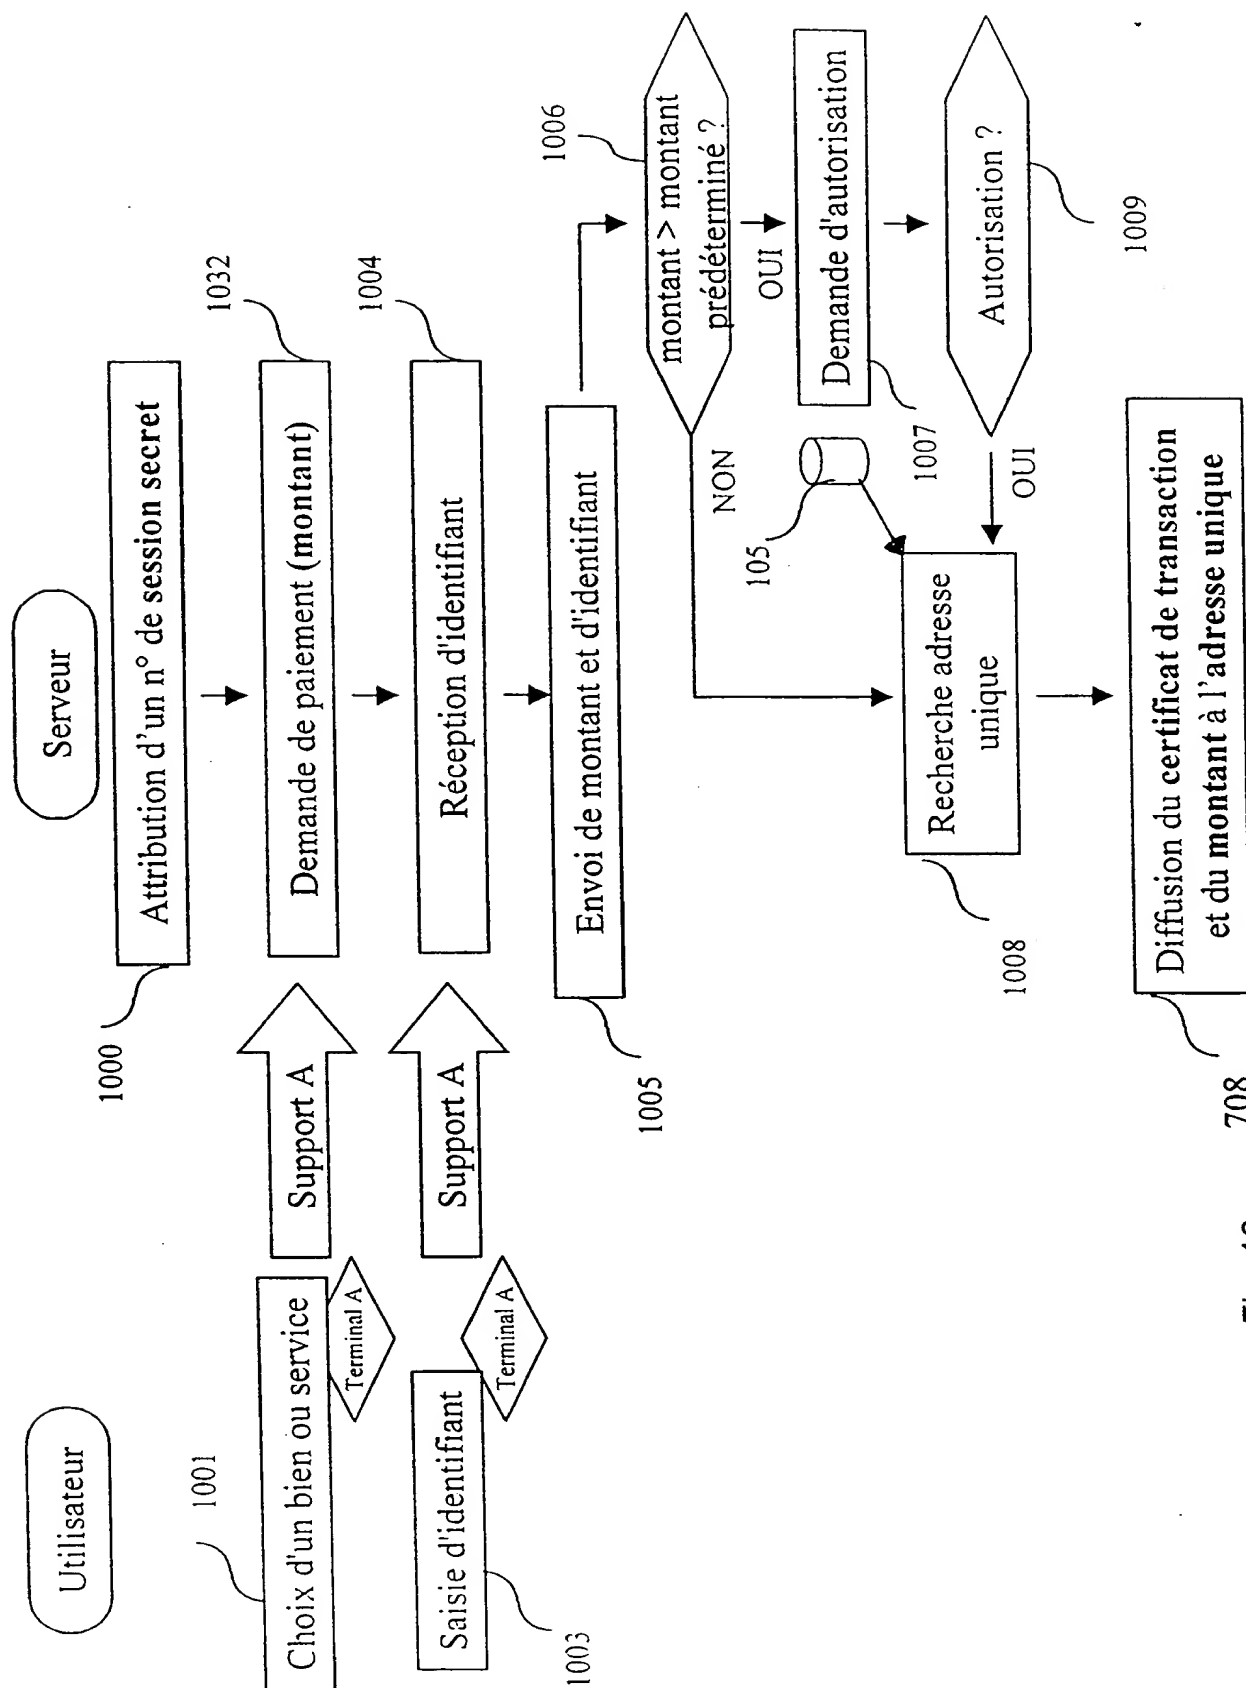 Utilisateur
Serveur
1000
Attribution d'un n° de session secret
1001
Choix d'un bien ou service
Terminal A
Support A
Demande de paiement (montant)
1032
Saisie d'identifiant
1003
Terminal A
Support A
Réception d'identifiant
1004
Envoi de montant et d'identifiant
1005
1006
montant > montant
prédéterminé ?
NON
OUI
Demande d'autorisation
1007
105
Autorisation ?
1009
OUI
Recherche adresse
unique
1008
Diffusion du certificat de transaction
et du montant à l'adresse unique
708